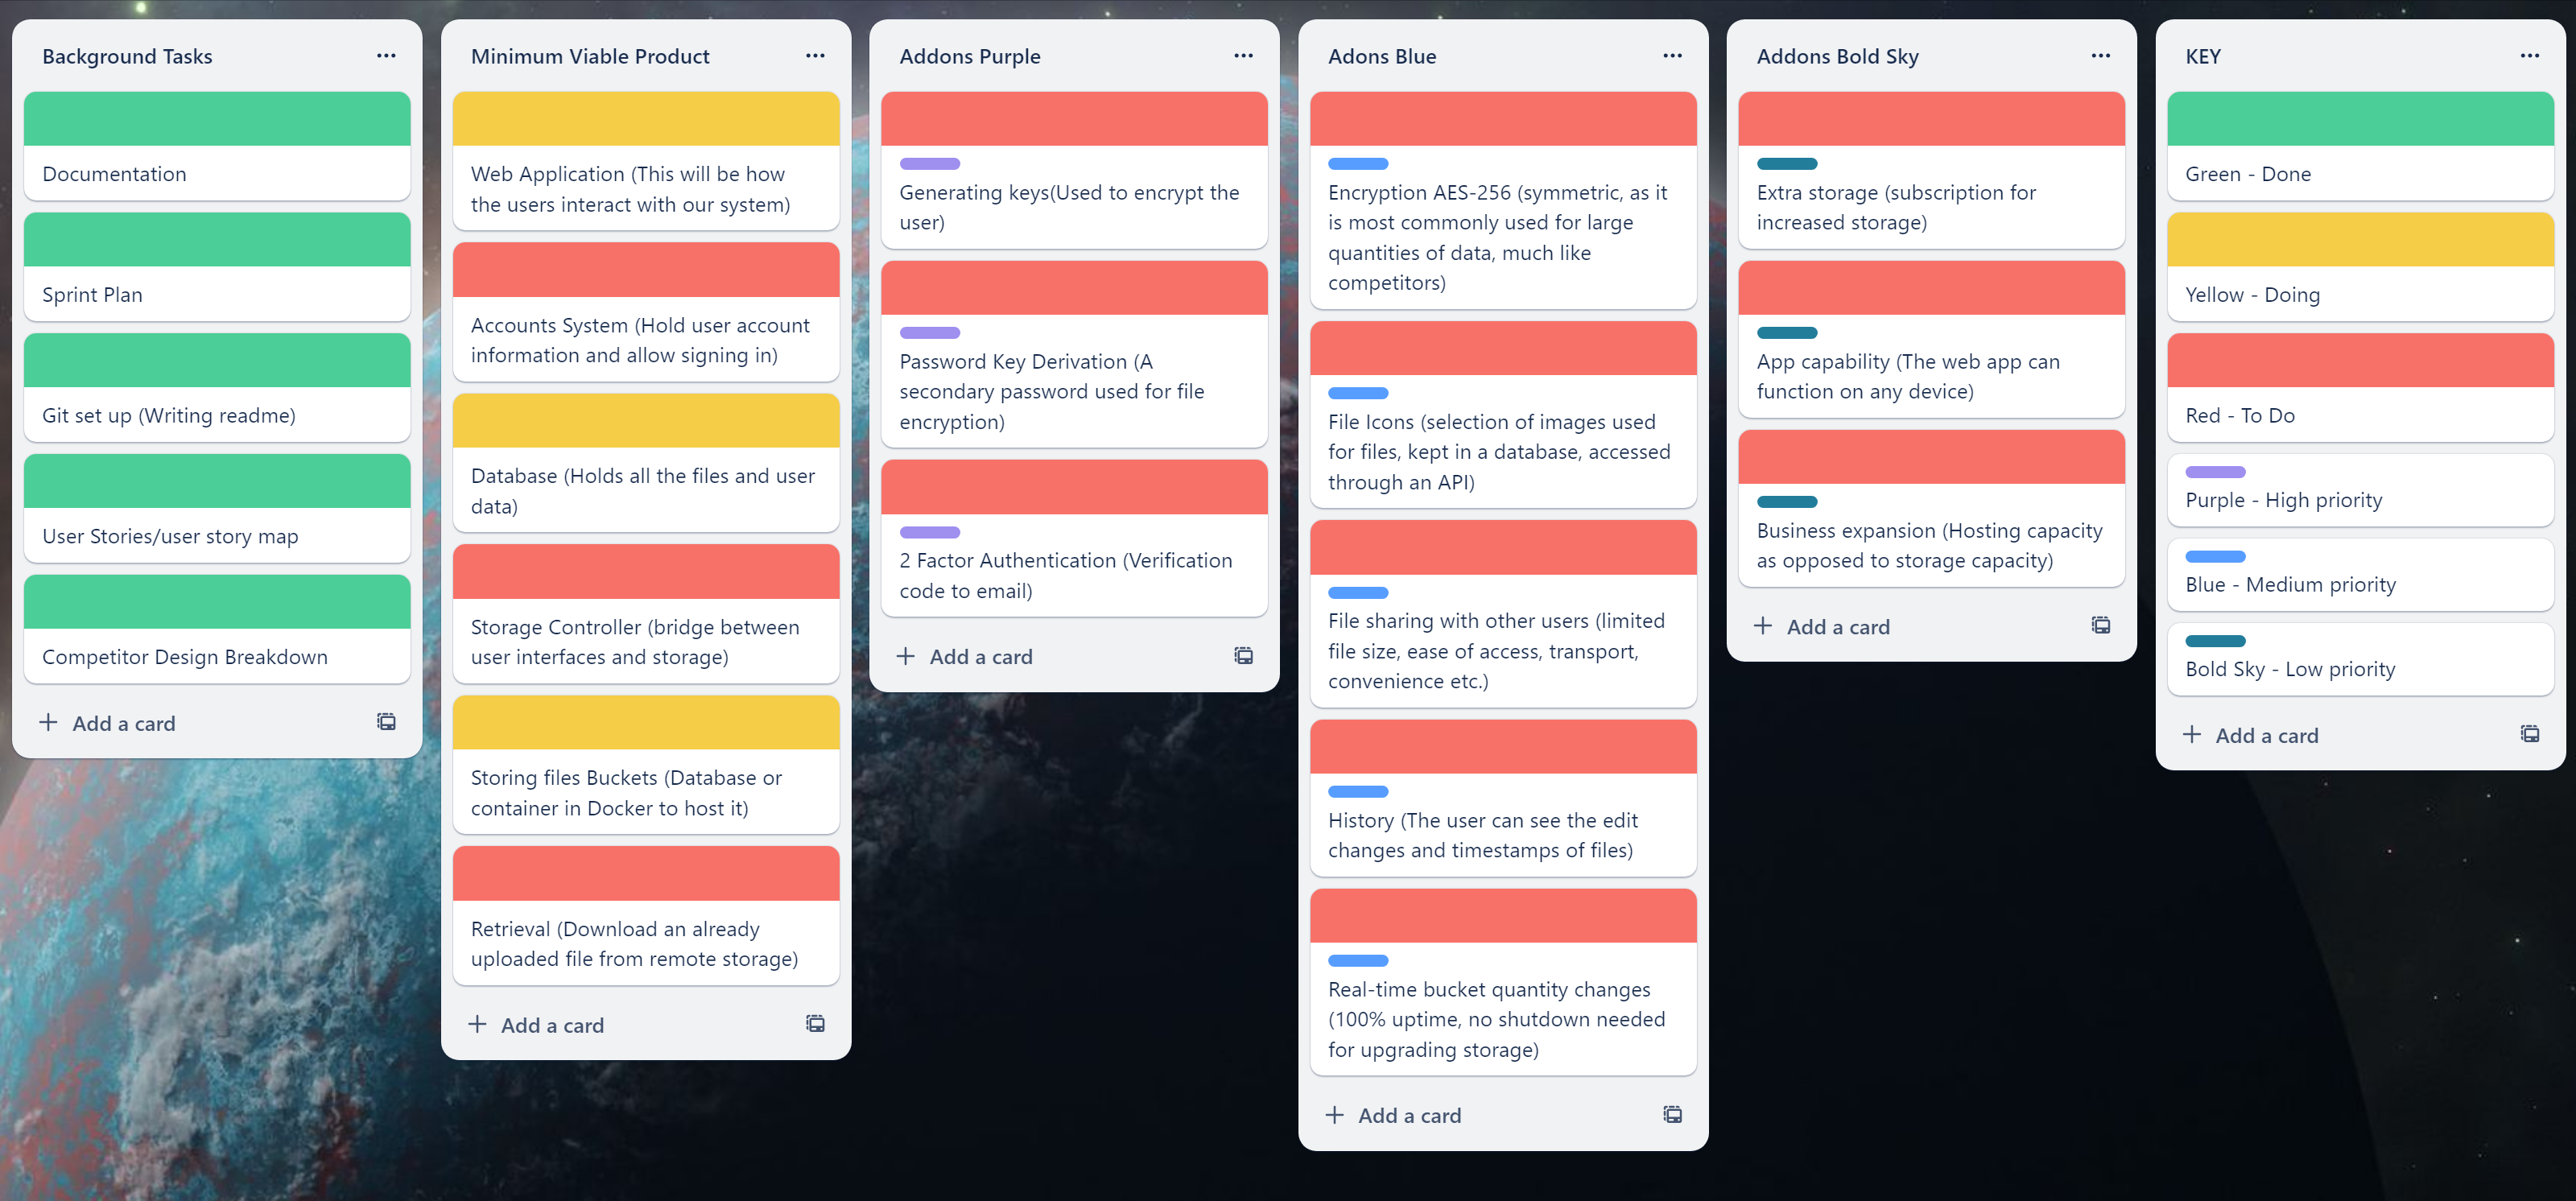 Background Tasks
Documentation
Sprint Plan
Git set up (Writing readme)
User Stories/user story map
Competitor Design Breakdown
Add a card
Minimum Viable Product
Web Application (This will be how
the users interact with our system)
Accounts System (Hold user account
information and allow signing in)
Database (Holds all the files and user
data)
Storage Controller (bridge between
user interfaces and storage)
Storing files Buckets (Database or
container in Docker to host it)
Retrieval (Download an already
uploaded file from remote storage)
Add a card
Addons Purple
Generating keys(Used to encrypt the
user)
Password Key Derivation (A
secondary password used for file
encryption)
2 Factor Authentication (Verification
code to email)
Add a card
Adons Blue
Encryption AES-256 (symmetric, as it
is most commonly used for large
quantities of data, much like
competitors)
File Icons (selection of images used
for files, kept in a database, accessed
through an API)
File sharing with other users (limited
file size, ease of access, transport,
convenience etc.)
History (The user can see the edit
changes and timestamps of files)
Real-time bucket quantity changes
(100% uptime, no shutdown needed
for upgrading storage)
Add a card
Addons Bold Sky
Extra storage (subscription for
increased storage)
App capability (The web app can
function on any device)
Business expansion (Hosting capacity
as opposed to storage capacity)
Add a card
KEY
Green - Done
Yellow - Doing
Red - To Do
Purple - High priority
Blue - Medium priority
Bold Sky - Low priority
Add a card